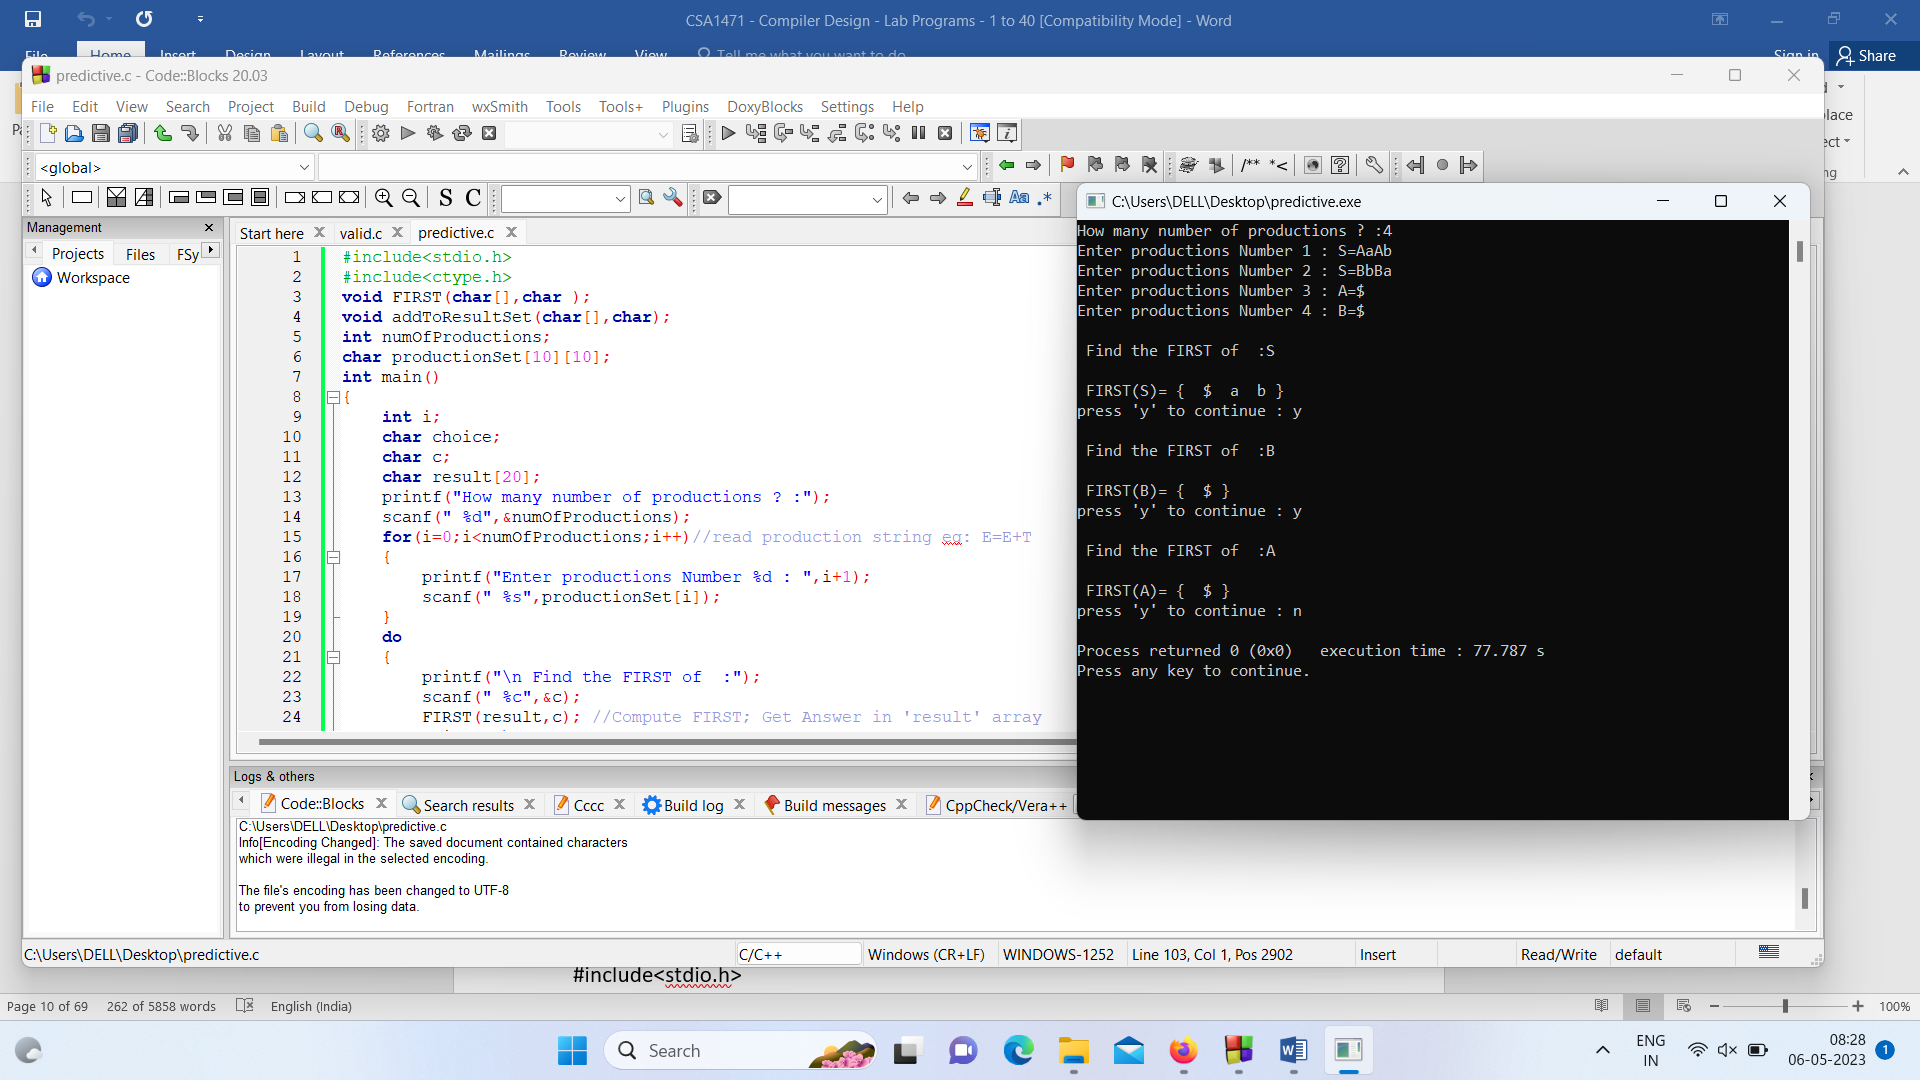 CSA1471 - Compiler Design - Lab Programs - 1 to 40 [Compatibility Mode] - Word
File Home Insert Design Layout References Mailings Review View Tell me what you want to do Sign in Share
predictive.c - Code::Blocks 20.03
File Edit View Search Project Build Debug Fortran wxSmith Tools Tools+ Plugins DoxyBlocks Settings Help
<global>
/** *<
S C
Aa .*
Management
Projects Files FSy
Workspace
Start here valid.c predictive.c
1 #include<stdio.h>
2 #include<ctype.h>
3 void FIRST(char[],char );
4 void addToResultSet(char[],char);
5 int numOfProductions;
6 char productionSet[10][10];
7 int main()
8 {
9 int i;
10 char choice;
11 char c;
12 char result[20];
13 printf("How many number of productions ? :");
14 scanf(" %d",&numOfProductions);
15 for(i=0;i<numOfProductions;i++)//read production string eg: E=E+T
16 {
17 printf("Enter productions Number %d : ",i+1);
18 scanf(" %s",productionSet[i]);
19 }
20 do
21 {
22 printf("\n Find the FIRST of  :");
23 scanf(" %c",&c);
24 FIRST(result,c); //Compute FIRST; Get Answer in 'result' array
C:\Users\DELL\Desktop\predictive.exe
How many number of productions ? :4
Enter productions Number 1 : S=AaAb
Enter productions Number 2 : S=BbBa
Enter productions Number 3 : A=$
Enter productions Number 4 : B=$
Find the FIRST of  :S
FIRST(S)= {  $  a  b }
press 'y' to continue : y
Find the FIRST of  :B
FIRST(B)= {  $ }
press 'y' to continue : y
Find the FIRST of  :A
FIRST(A)= {  $ }
press 'y' to continue : n
Process returned 0 (0x0)   execution time : 77.787 s
Press any key to continue.
Logs & others
Code::Blocks Search results Cccc Build log Build messages CppCheck/Vera++
C:\Users\DELL\Desktop\predictive.c
Info[Encoding Changed]: The saved document contained characters
which were illegal in the selected encoding.
The file's encoding has been changed to UTF-8
to prevent you from losing data.
C:\Users\DELL\Desktop\predictive.c C/C++ Windows (CR+LF) WINDOWS-1252 Line 103, Col 1, Pos 2902 Insert Read/Write default
#include<stdio.h>
Page 10 of 69 262 of 5858 words English (India) 100%
Search
ENG
IN
08:28
06-05-2023
1